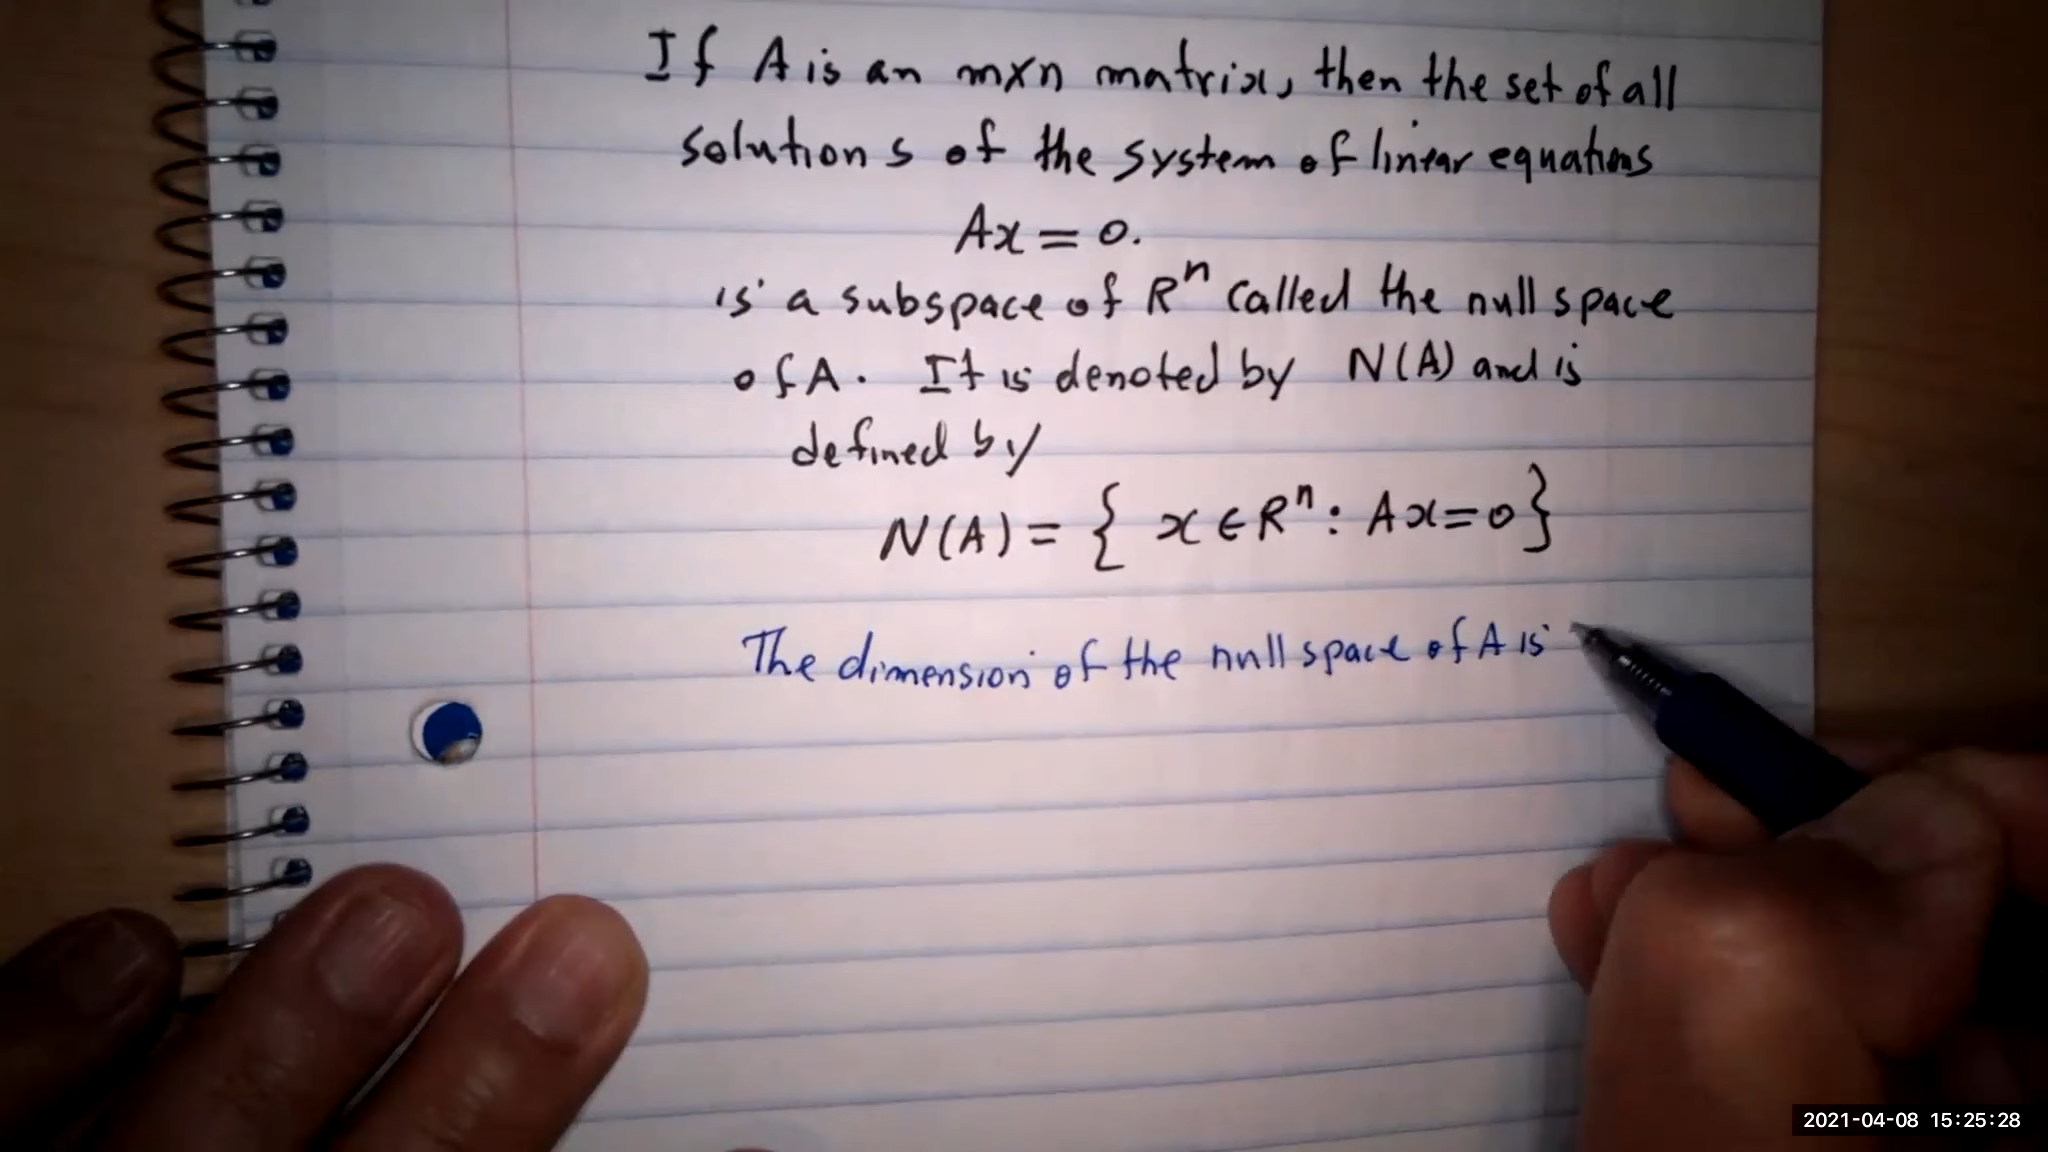 If A is an m×n matrix, then the set of all
solutions of the system of linear equations
Ax = 0.
is a subspace of Rⁿ called the null space
of A. It is denoted by N(A) and is
defined by
N(A) = { x ∈ Rⁿ : Ax = 0 }
The dimension of the null space of A is
2021-04-08 15:25:28